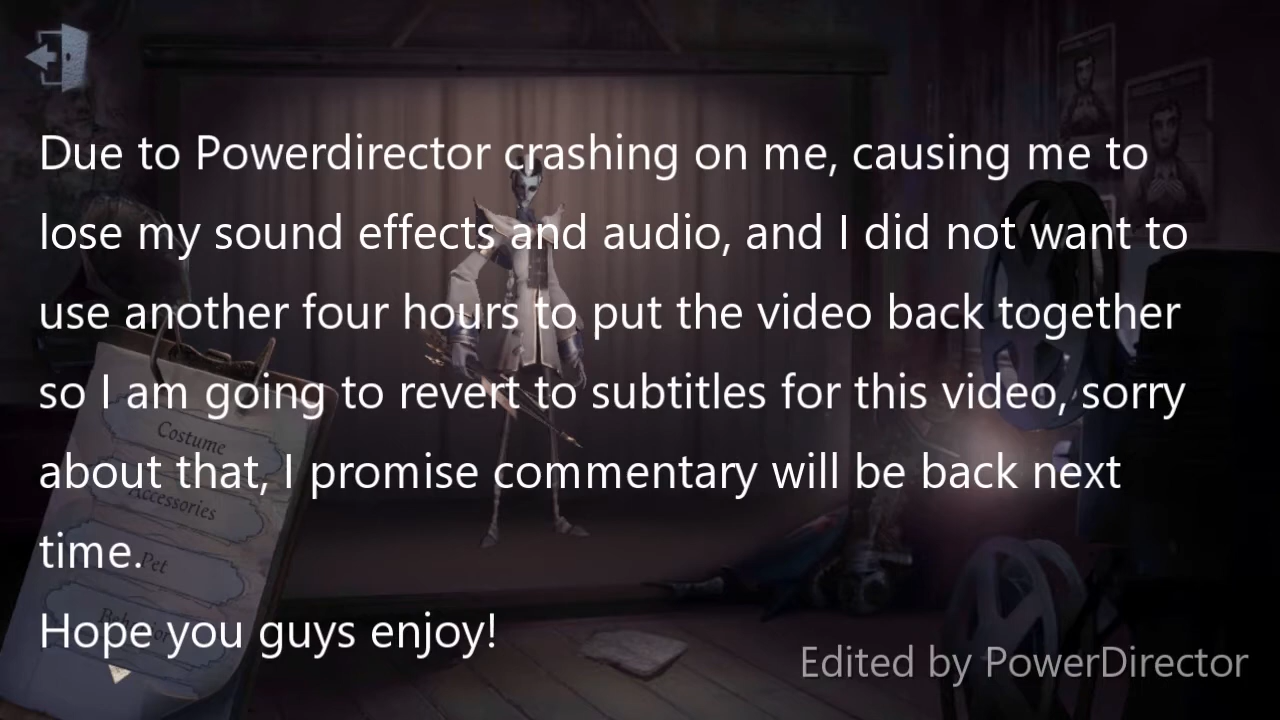 Due to Powerdirector crashing on me, causing me to
lose my sound effects and audio, and I did not want to
use another four hours to put the video back together
so I am going to revert to subtitles for this video, sorry
about that, I promise commentary will be back next
time.
Hope you guys enjoy!
Costume
Accessories
Pet
Behavior
Edited by PowerDirector